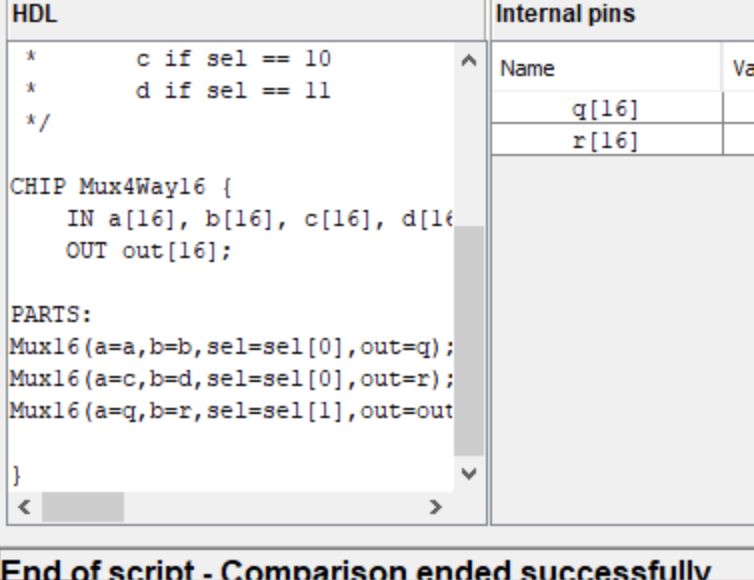 HDL
Internal pins
* c if sel == 10
* d if sel == 11
*/
CHIP Mux4Way16 {
IN a[16], b[16], c[16], d[16
OUT out[16];
PARTS:
Mux16(a=a,b=b,sel=sel[0],out=q);
Mux16(a=c,b=d,sel=sel[0],out=r);
Mux16(a=q,b=r,sel=sel[1],out=out
}
Name
Va
q[16]
r[16]
End of script - Comparison ended successfully